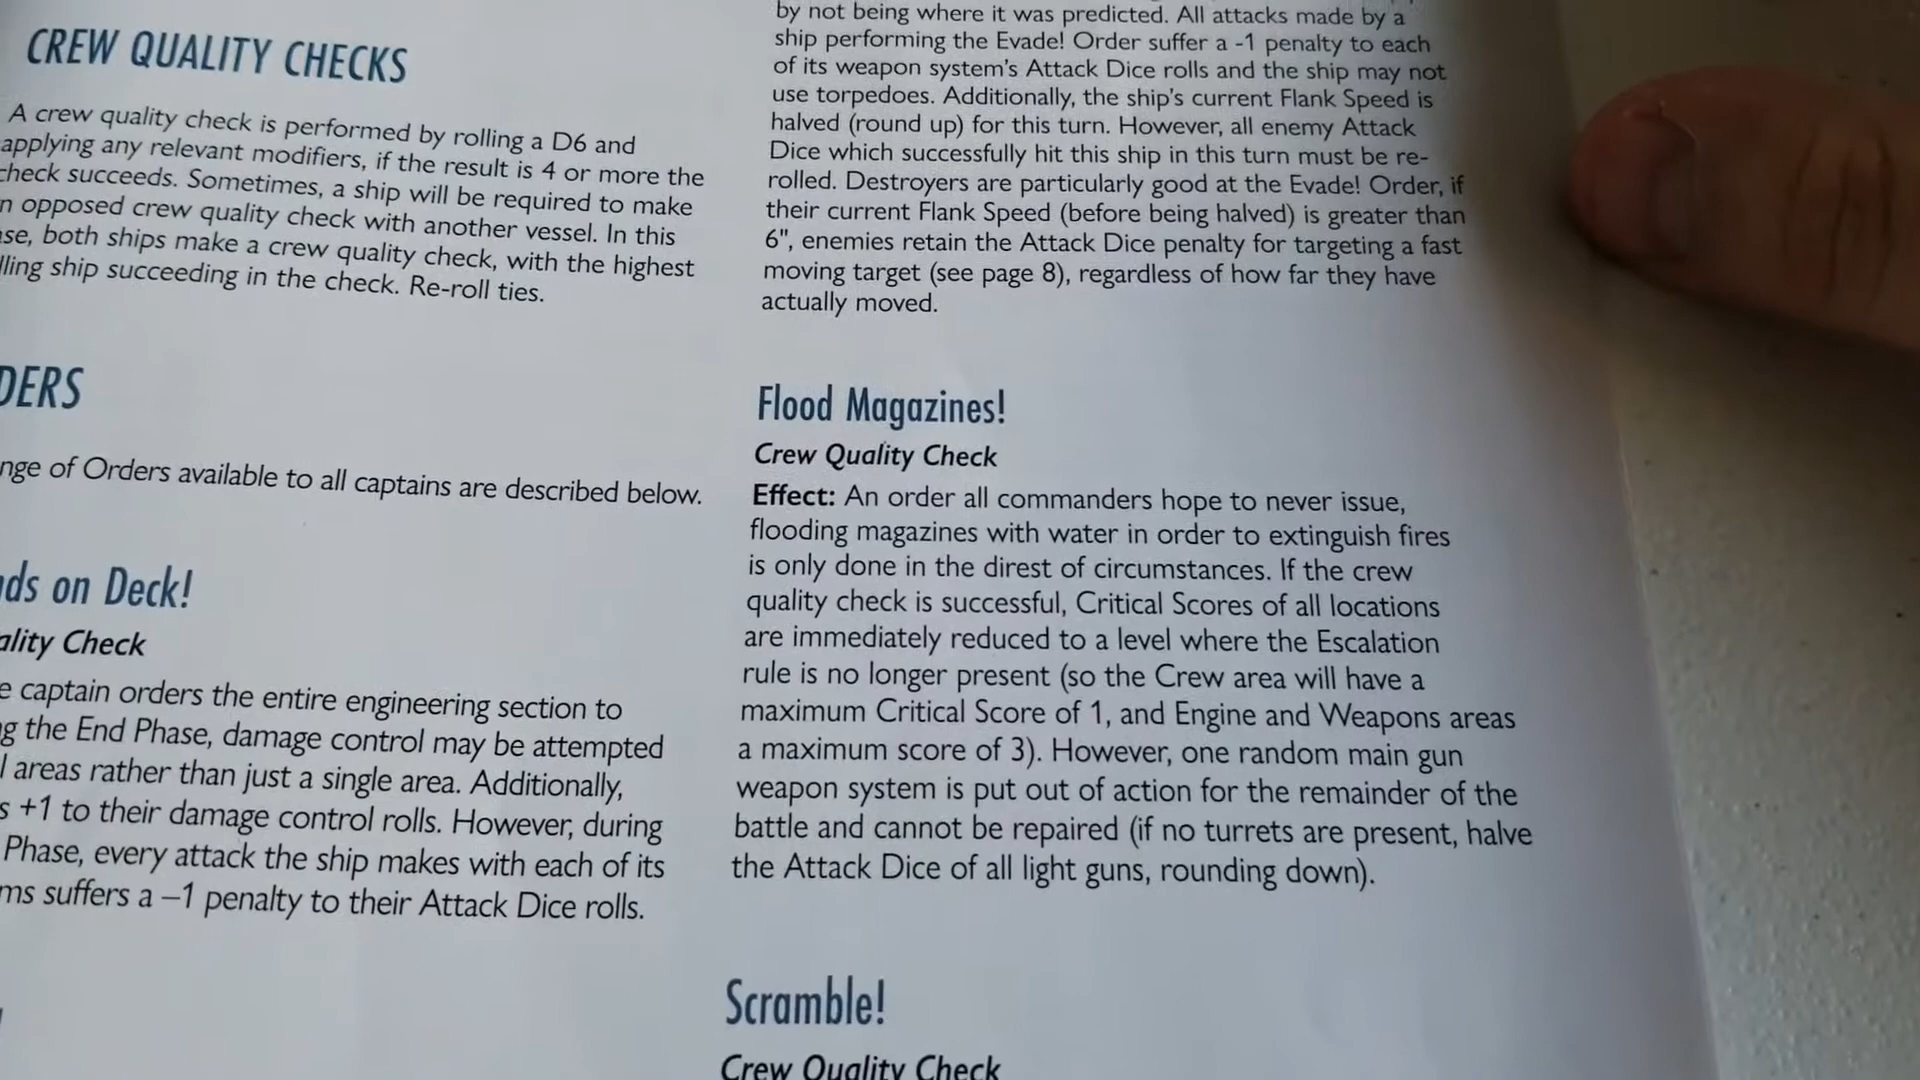 CREW QUALITY CHECKS
A crew quality check is performed by rolling a D6 and
applying any relevant modifiers, if the result is 4 or more the
check succeeds. Sometimes, a ship will be required to make
opposed crew quality check with another vessel. In this
both ships make a crew quality check, with the highest
ship succeeding in the check. Re-roll ties.
of Orders available to all captains are described below.
on Deck!
Check
captain orders the entire engineering section to
the End Phase, damage control may be attempted
areas rather than just a single area. Additionally,
+1 to their damage control rolls. However, during
Phase, every attack the ship makes with each of its
suffers a –1 penalty to their Attack Dice rolls.
by not being where it was predicted. All attacks made by a
ship performing the Evade! Order suffer a -1 penalty to each
of its weapon system's Attack Dice rolls and the ship may not
use torpedoes. Additionally, the ship's current Flank Speed is
halved (round up) for this turn. However, all enemy Attack
Dice which successfully hit this ship in this turn must be re-
rolled. Destroyers are particularly good at the Evade! Order, if
their current Flank Speed (before being halved) is greater than
6", enemies retain the Attack Dice penalty for targeting a fast
moving target (see page 8), regardless of how far they have
actually moved.
Flood Magazines!
Crew Quality Check
Effect: An order all commanders hope to never issue,
flooding magazines with water in order to extinguish fires
is only done in the direst of circumstances. If the crew
quality check is successful, Critical Scores of all locations
are immediately reduced to a level where the Escalation
rule is no longer present (so the Crew area will have a
maximum Critical Score of 1, and Engine and Weapons areas
a maximum score of 3). However, one random main gun
weapon system is put out of action for the remainder of the
battle and cannot be repaired (if no turrets are present, halve
the Attack Dice of all light guns, rounding down).
Scramble!
Crew Quality Check